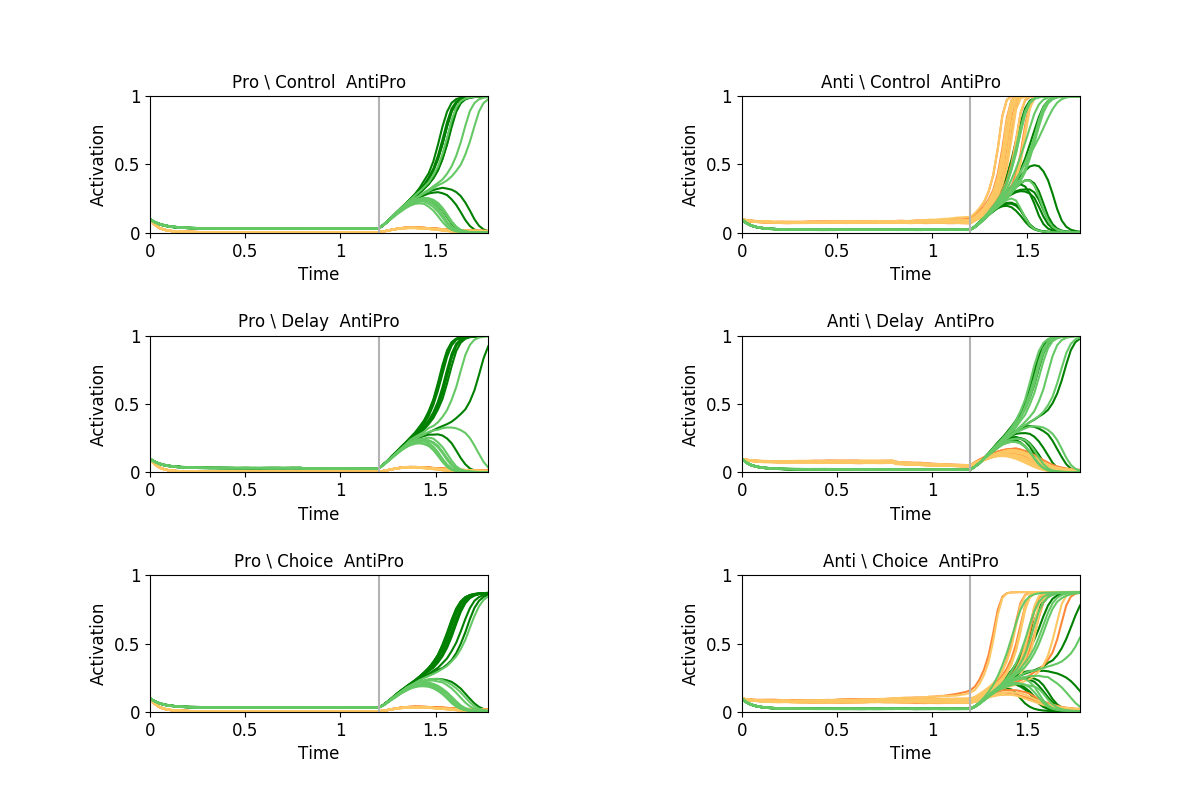 Pro \ Control  AntiPro
1
0.5
0
Activation
0
0.5
1
1.5
Time
Anti \ Control  AntiPro
1
0.5
0
Activation
0
0.5
1
1.5
Time
Pro \ Delay  AntiPro
1
0.5
0
Activation
0
0.5
1
1.5
Time
Anti \ Delay  AntiPro
1
0.5
0
Activation
0
0.5
1
1.5
Time
Pro \ Choice  AntiPro
1
0.5
0
Activation
0
0.5
1
1.5
Time
Anti \ Choice  AntiPro
1
0.5
0
Activation
0
0.5
1
1.5
Time